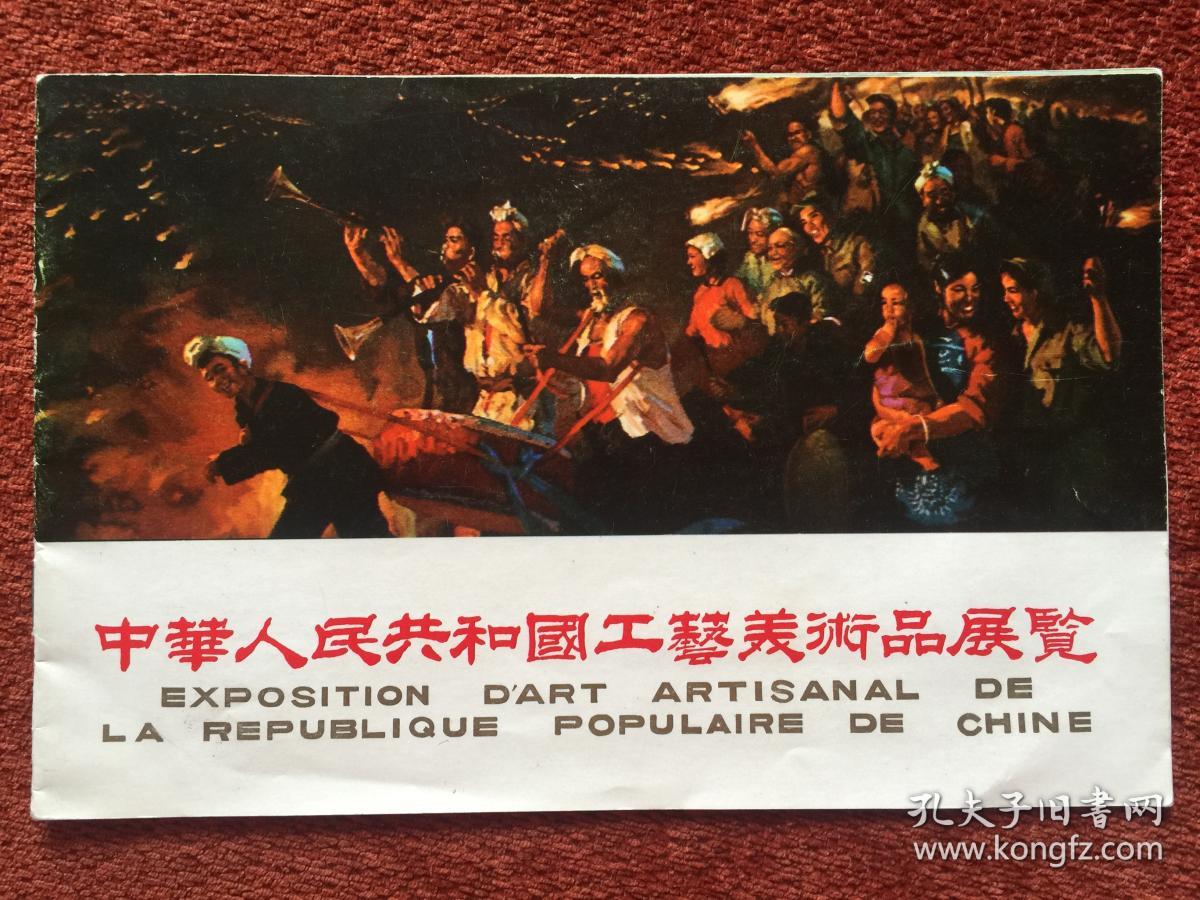 中華人民共和國工藝美術品展覽
EXPOSITION D'ART ARTISANAL DE
LA REPUBLIQUE POPULAIRE DE CHINE
孔夫子旧書网
www.kongfz.com